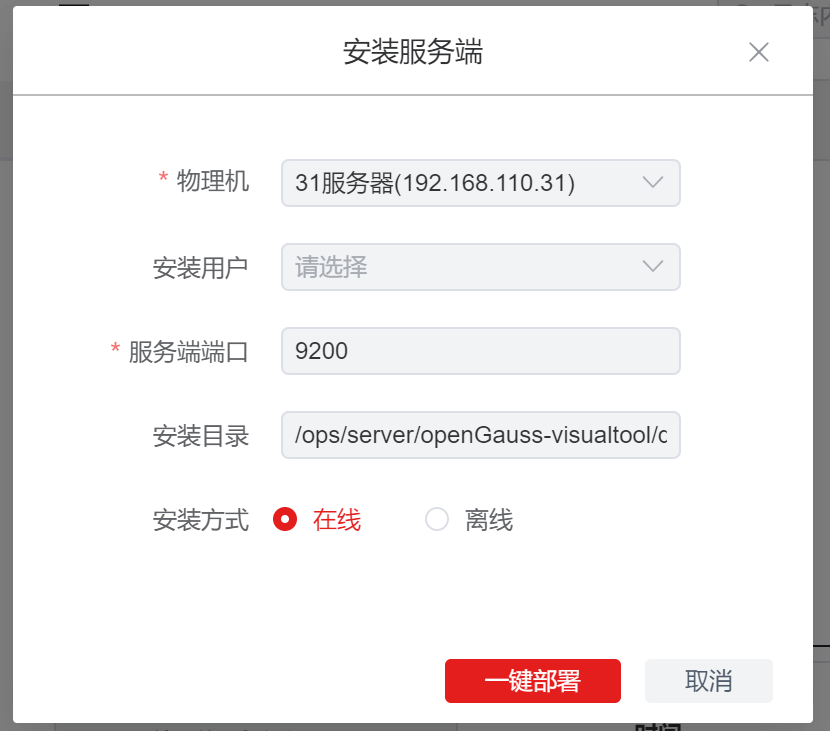 安装服务端
* 物理机 31服务器(192.168.110.31)
安装用户 请选择
* 服务端端口 9200
安装目录 /ops/server/openGauss-visualtool/c
安装方式 在线 离线
一键部署 取消
时间